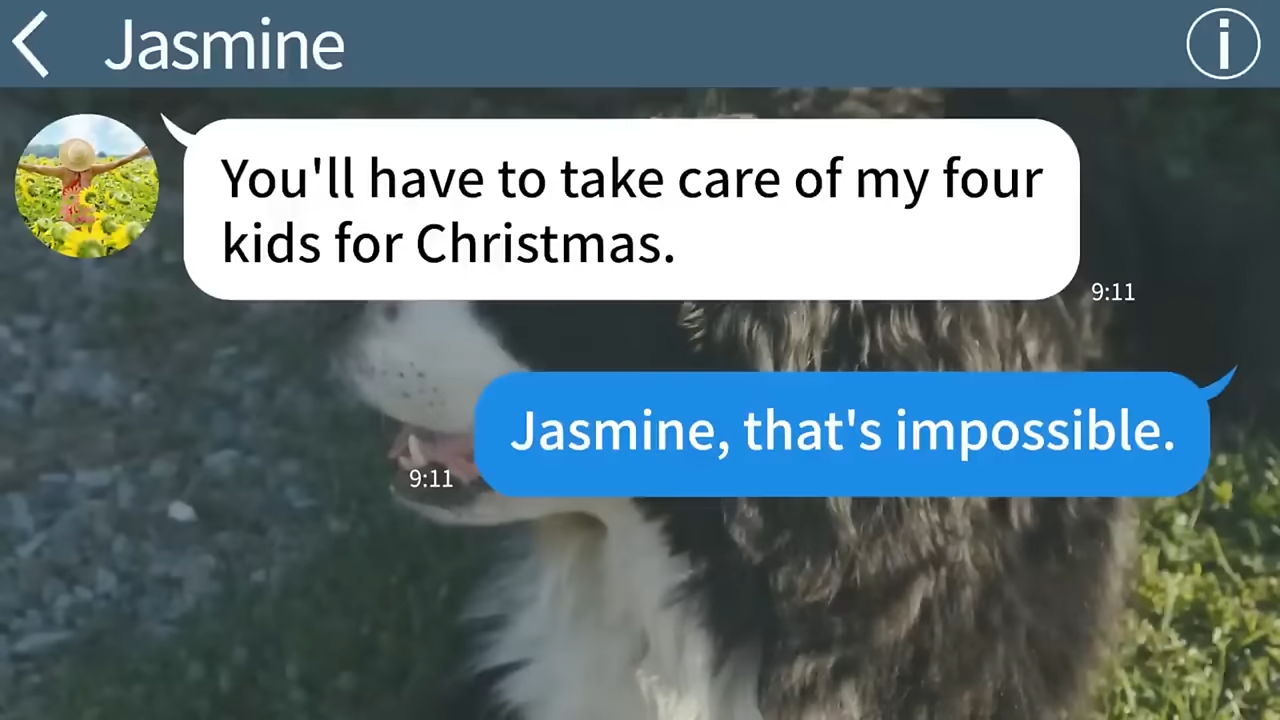 Jasmine
You'll have to take care of my four
kids for Christmas.
9:11
Jasmine, that's impossible.
9:11